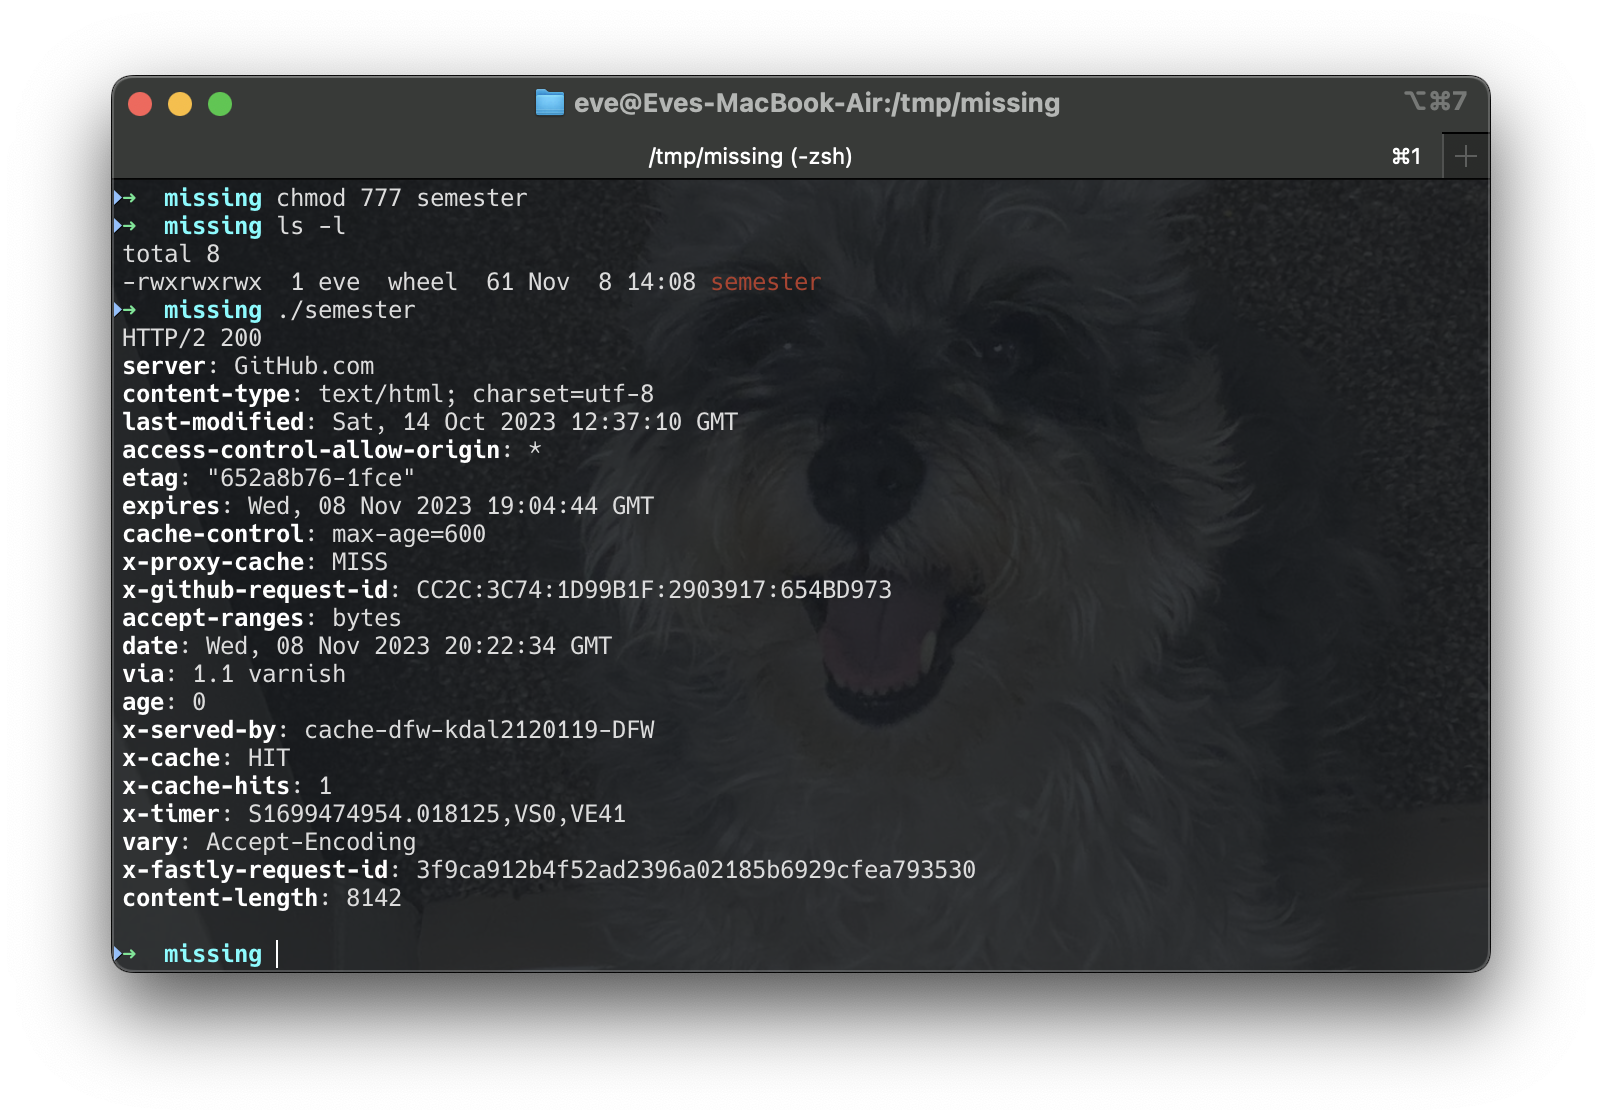 eve@Eves-MacBook-Air:/tmp/missing
⌥⌘7
/tmp/missing (-zsh)
⌘1
missing chmod 777 semester
missing ls -l
total 8
-rwxrwxrwx  1 eve  wheel  61 Nov  8 14:08 semester
missing ./semester
HTTP/2 200
server: GitHub.com
content-type: text/html; charset=utf-8
last-modified: Sat, 14 Oct 2023 12:37:10 GMT
access-control-allow-origin: *
etag: "652a8b76-1fce"
expires: Wed, 08 Nov 2023 19:04:44 GMT
cache-control: max-age=600
x-proxy-cache: MISS
x-github-request-id: CC2C:3C74:1D99B1F:2903917:654BD973
accept-ranges: bytes
date: Wed, 08 Nov 2023 20:22:34 GMT
via: 1.1 varnish
age: 0
x-served-by: cache-dfw-kdal2120119-DFW
x-cache: HIT
x-cache-hits: 1
x-timer: S1699474954.018125,VS0,VE41
vary: Accept-Encoding
x-fastly-request-id: 3f9ca912b4f52ad2396a02185b6929cfea793530
content-length: 8142
missing